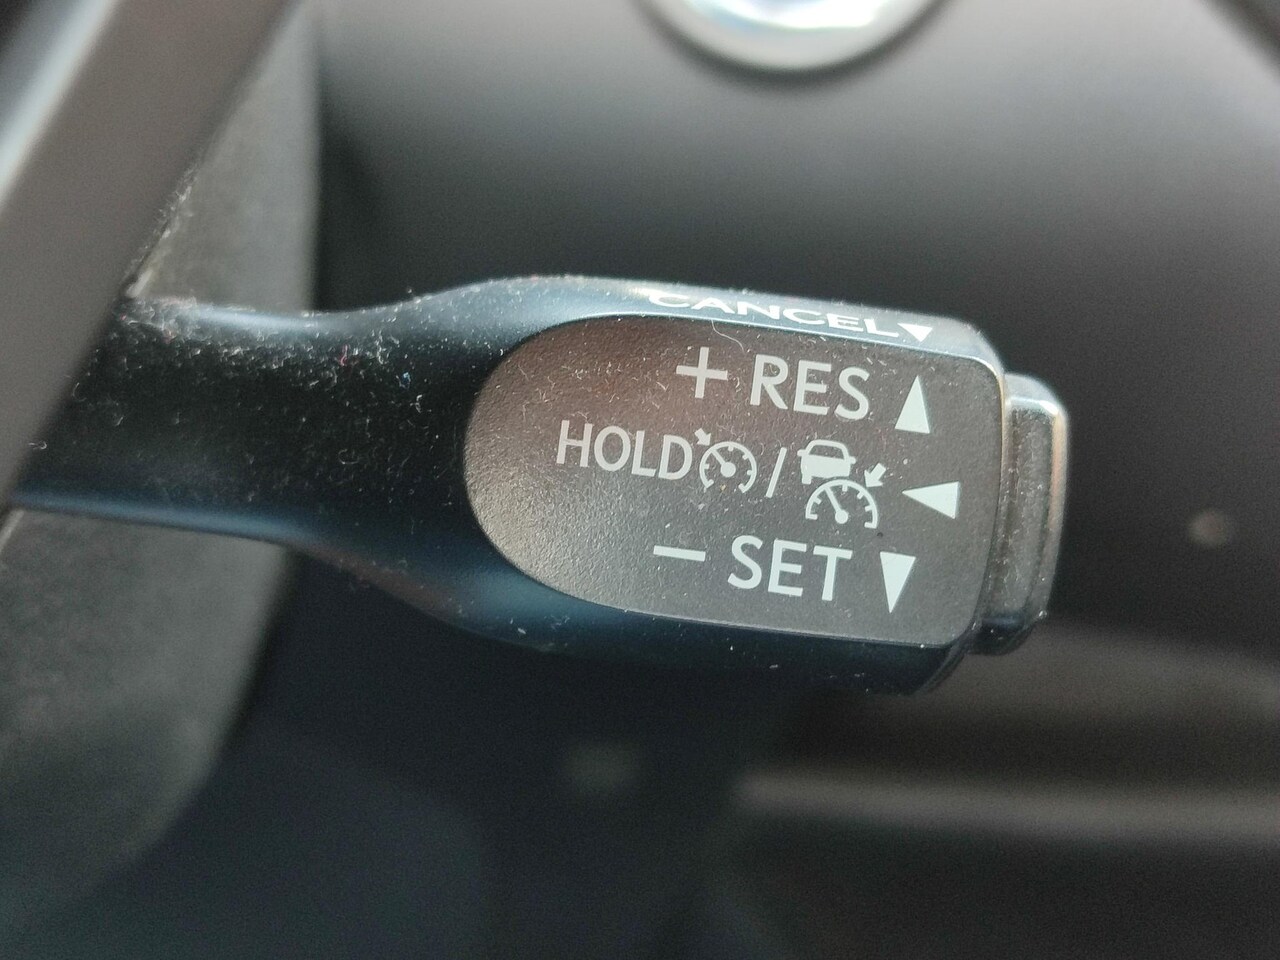 CANCEL▼
+ RES ▲
HOLD / ◀
− SET ▼